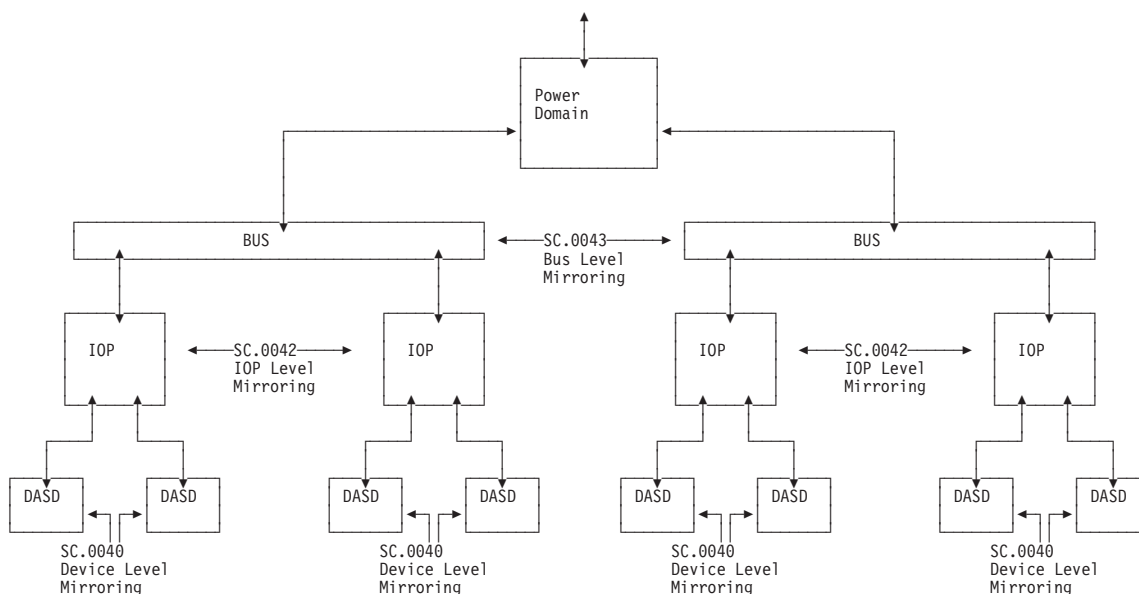 Power
Domain
BUS
SC.0043
Bus Level
Mirroring
BUS
IOP
SC.0042
IOP Level
Mirroring
IOP
IOP
SC.0042
IOP Level
Mirroring
IOP
DASD
DASD
DASD
DASD
DASD
DASD
DASD
DASD
SC.0040
Device Level
Mirroring
SC.0040
Device Level
Mirroring
SC.0040
Device Level
Mirroring
SC.0040
Device Level
Mirroring